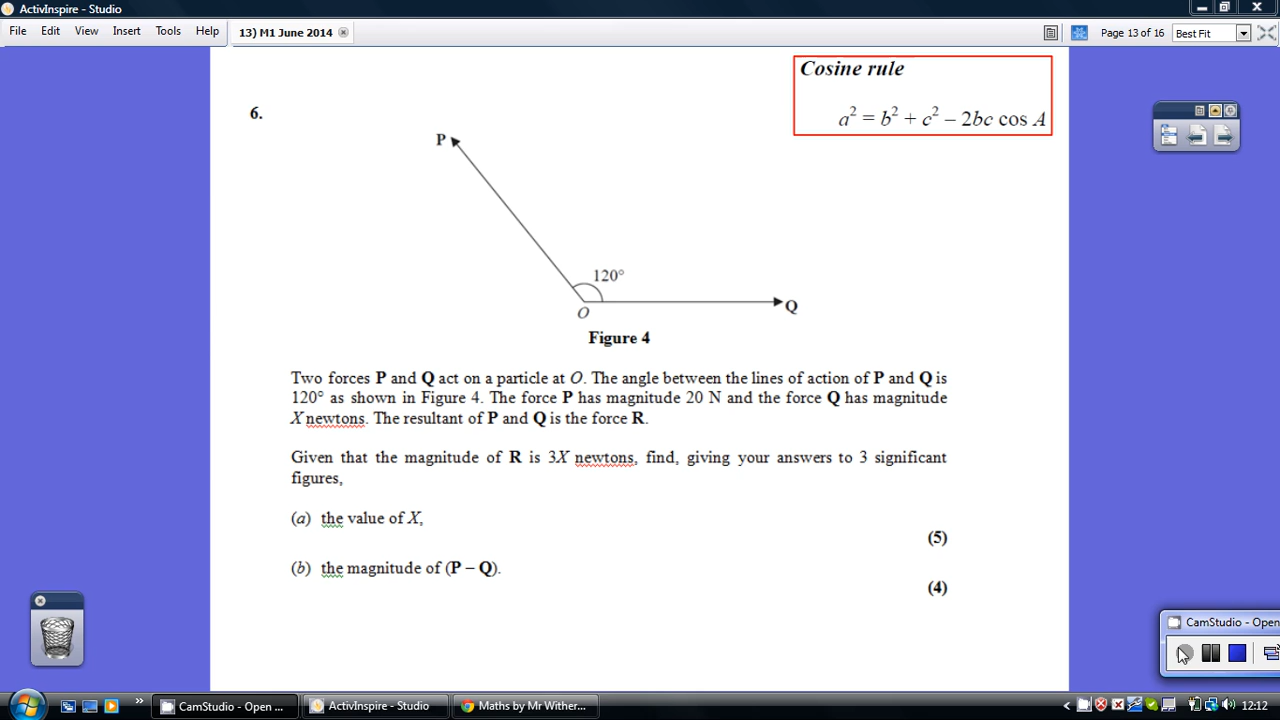 ActivInspire - Studio
File Edit View Insert Tools Help
13) M1 June 2014
Page 13 of 16
Best Fit
Cosine rule
a² = b² + c² – 2bc cos A
6.
P
120°
O
Q
Figure 4
Two forces P and Q act on a particle at O. The angle between the lines of action of P and Q is
120° as shown in Figure 4. The force P has magnitude 20 N and the force Q has magnitude
X newtons. The resultant of P and Q is the force R.
Given that the magnitude of R is 3X newtons, find, giving your answers to 3 significant
figures,
(a) the value of X,
(5)
(b) the magnitude of (P – Q).
(4)
CamStudio - Open
CamStudio - Open ...
ActivInspire - Studio
Maths by Mr Wither...
12:12